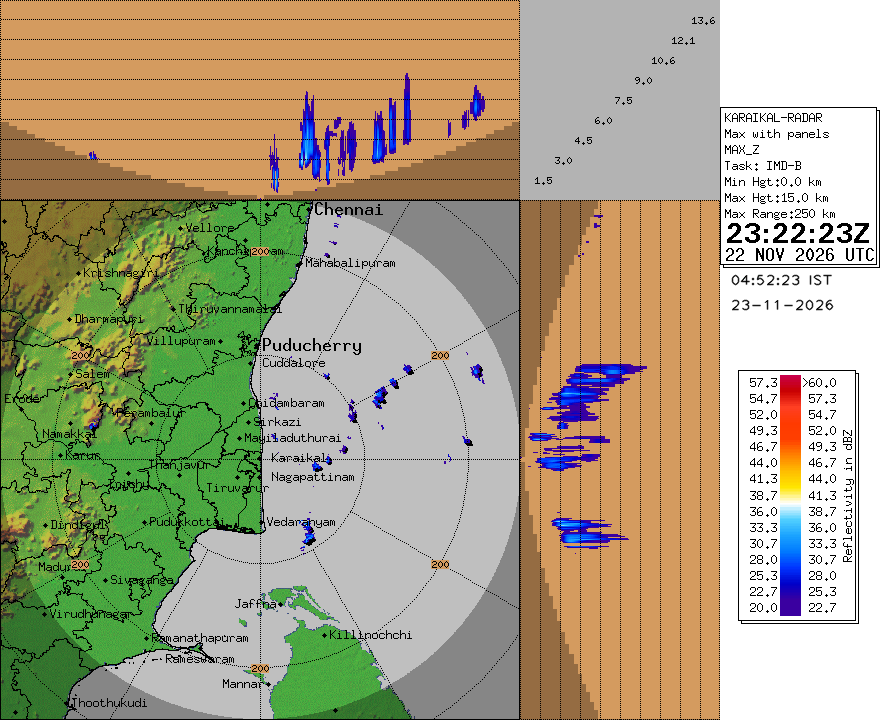 13.6
12.1
10.6
9.0
7.5
6.0
4.5
3.0
1.5
KARAIKAL-RADAR
Max with panels
MAX_Z
Task: IMD-B
Min Hgt:0.0 km
Max Hgt:15.0 km
Max Range:250 km
23:22:23Z
22 NOV 2026 UTC
04:52:23 IST
23-11-2026
Chennai
Vellore
200
Mahabalipuram
Krishnagiri
Thiruvannamalai
Dharmapuri
Villupuram
Puducherry
200
200
Cuddalore
Salem
Erode
Chidambaram
Perambalur
Sirkazi
Namakkal
Mayiladuthurai
Karur
Karaikal
Thanjavur
Nagapattinam
Tiruvarur
Dindigul
Pudukkottai
Vedaranyam
200
200
Madurai
Sivaganga
Jaffna
Virudhunagar
Killinochchi
Ramanathapuram
Rameswaram
200
Mannar
Thoothukudi
57.3 >60.0
54.7 57.3
52.0 54.7
49.3 52.0
46.7 49.3
44.0 46.7
41.3 44.0
38.7 41.3
36.0 38.7
33.3 36.0
30.7 33.3
28.0 30.7
25.3 28.0
22.7 25.3
20.0 22.7
Reflectivity in dBZ